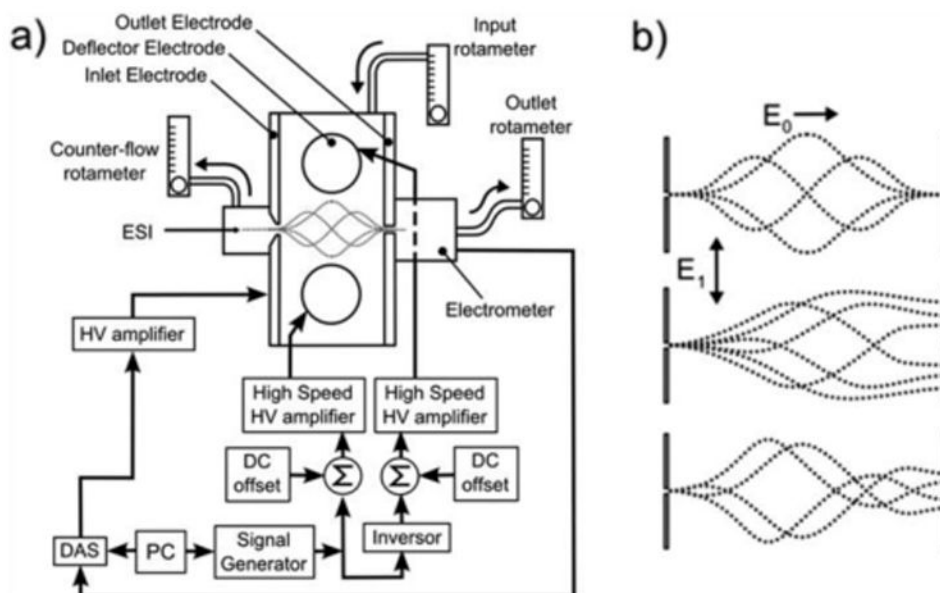 a)
Outlet Electrode
Deflector Electrode
Inlet Electrode
Input
rotameter
Outlet
rotameter
Counter-flow
rotameter
ESI
Electrometer
HV amplifier
High Speed
HV amplifier
High Speed
HV amplifier
DC
offset
Σ
Σ
DC
offset
DAS
PC
Signal
Generator
Inversor
b)
E₀
E₁